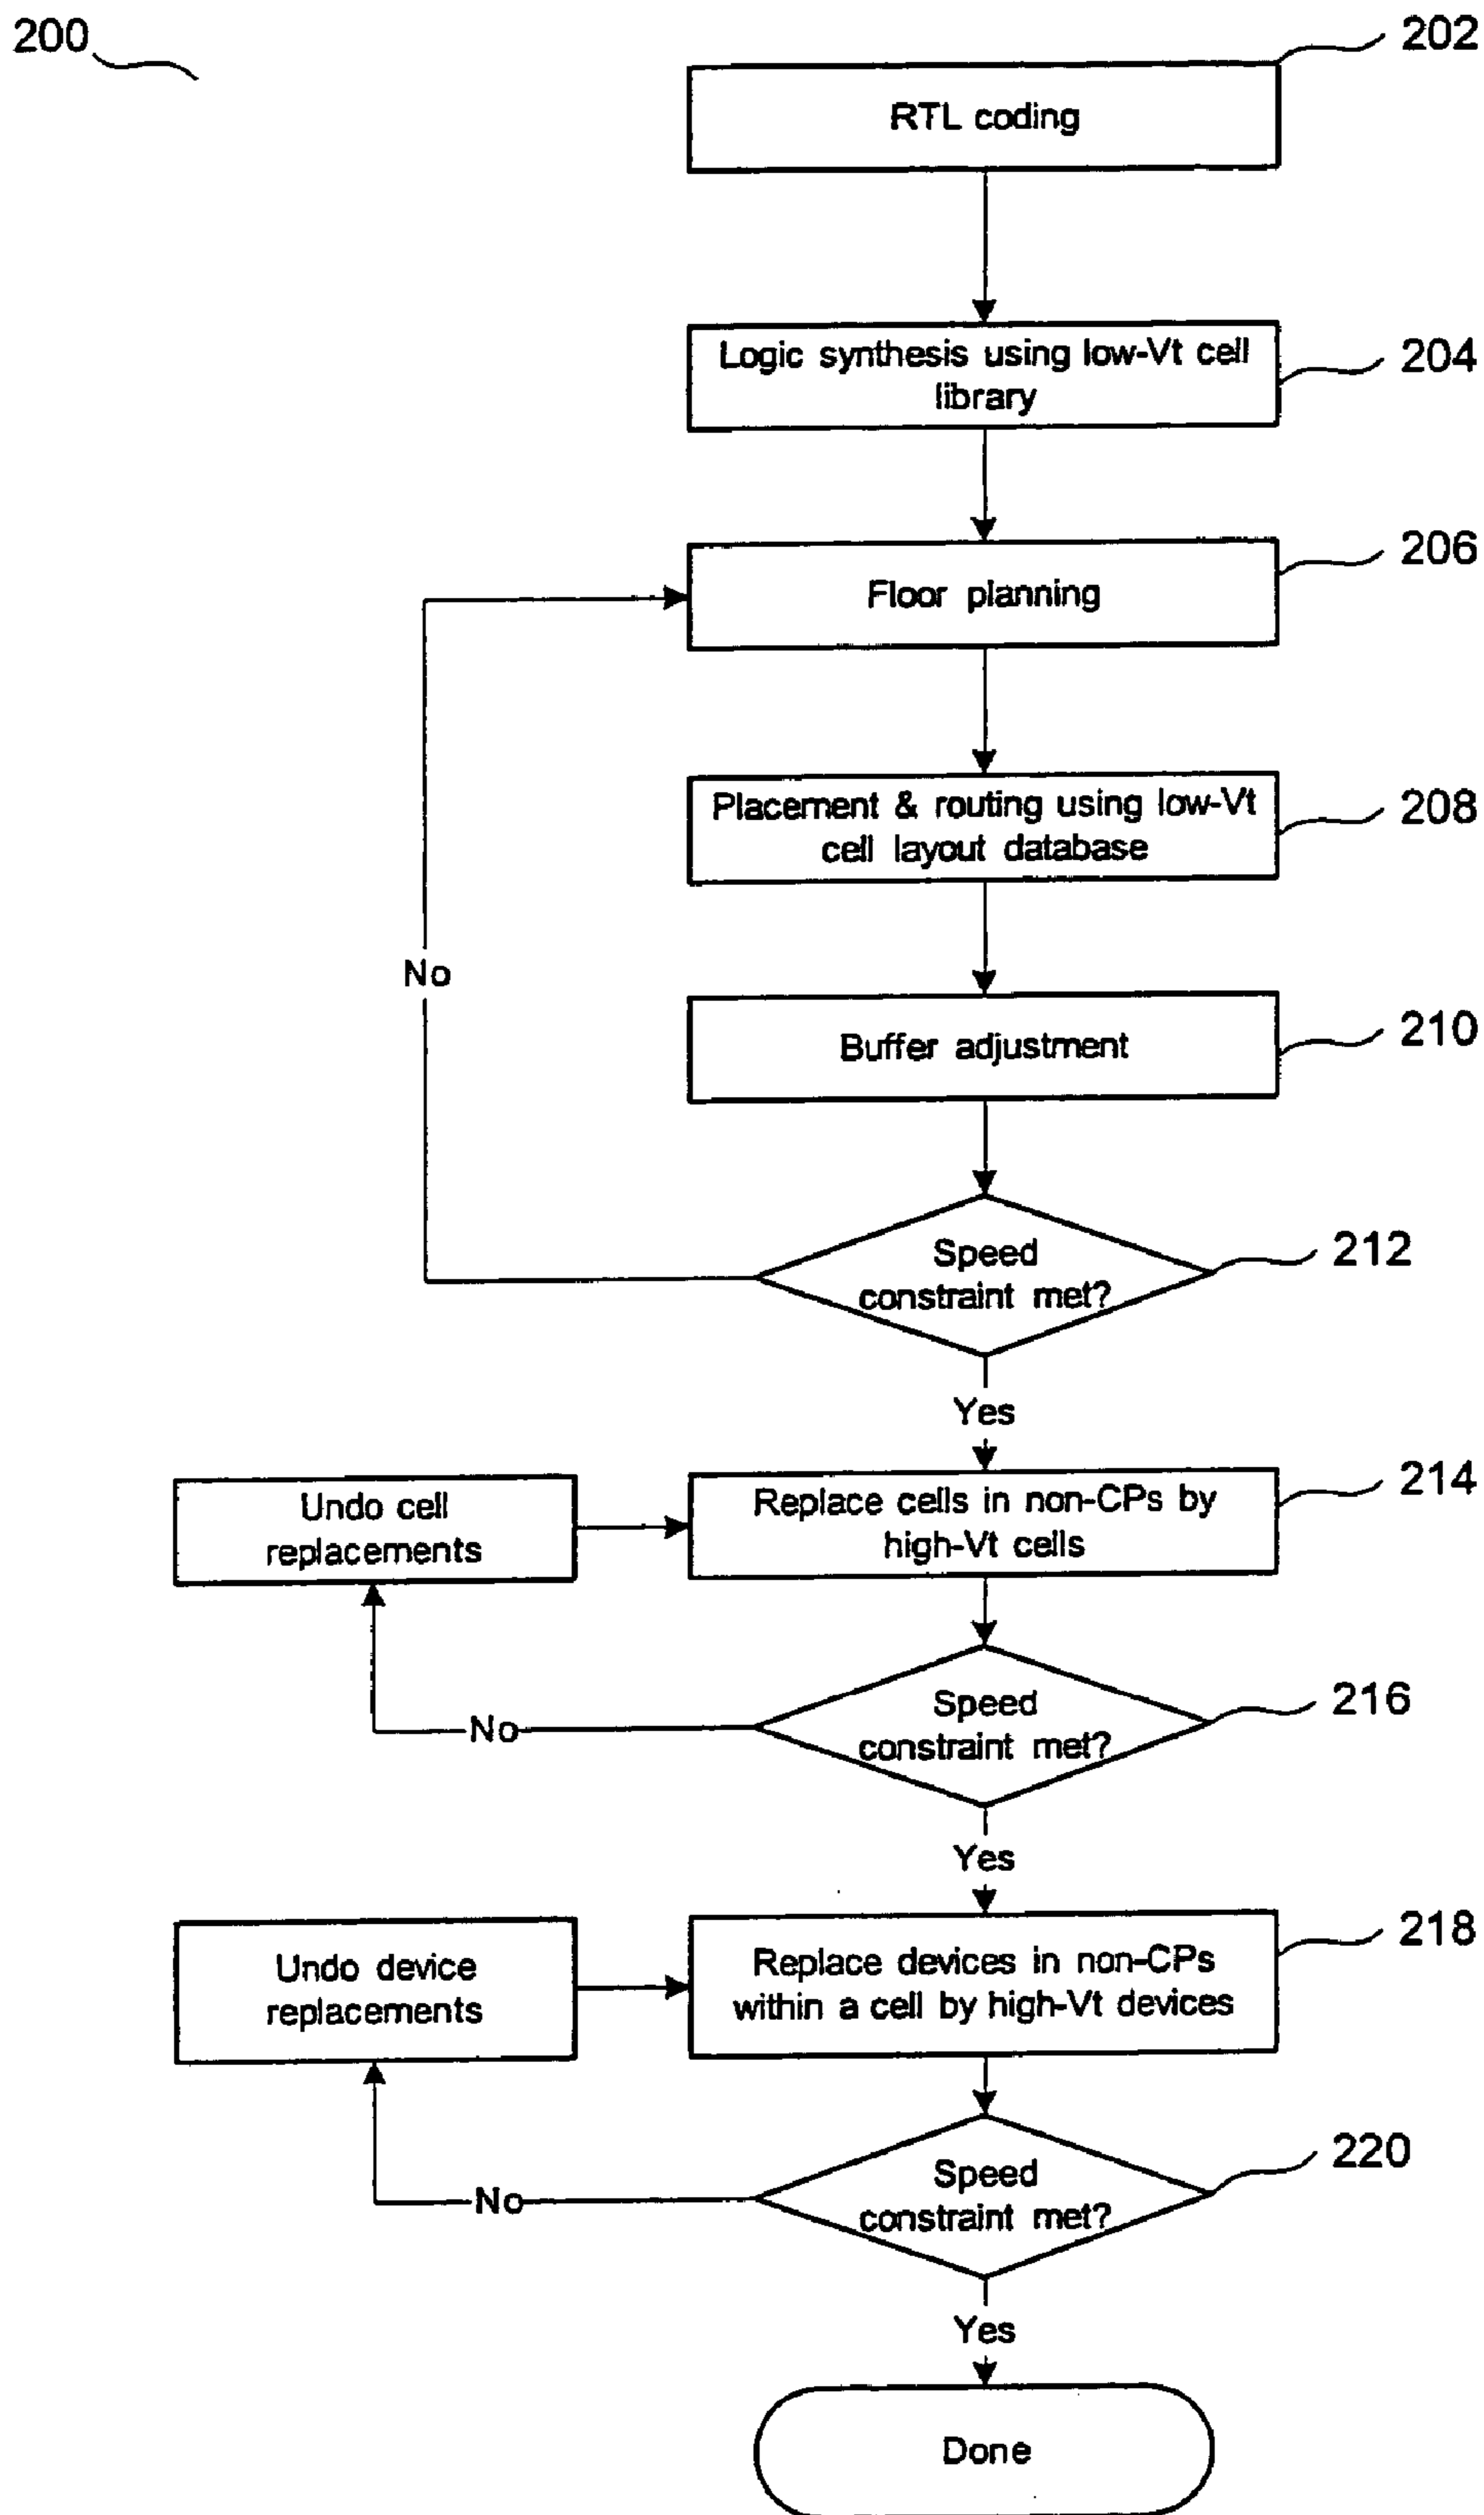 200
202
RTL coding
Logic synthesis using low-Vt cell
library
204
206
Floor planning
Placement & routing using low-Vt
cell layout database
208
No
Buffer adjustment
210
Speed
constraint met?
212
Yes
Undo cell
replacements
Replace cells in non-CPs by
high-Vt cells
214
Speed
constraint met?
216
No
Yes
Undo device
replacements
Replace devices in non-CPs
within a cell by high-Vt devices
218
Speed
constraint met?
220
No
Yes
Done